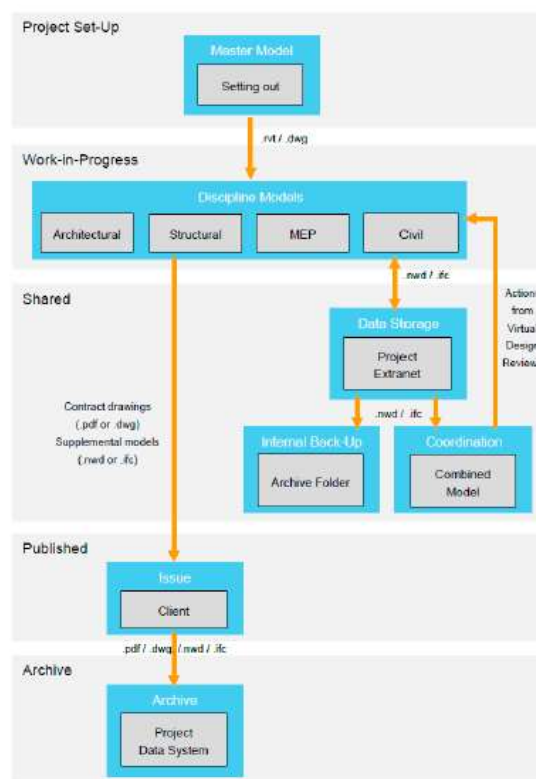 Project Set-Up
Master Model
Setting out
.rvt / .dwg
Work-in-Progress
Discipline Models
Architectural
Structural
MEP
Civil
.nwd / .ifc
Shared
Data Storage
Project
Extranet
Actions
from
Virtual
Design
Review
Contract drawings
(.pdf or .dwg)
Supplemental models
(.nwd or .ifc)
.nwd / .ifc
Internal Back-Up
Archive Folder
Coordination
Combined
Model
Published
Issue
Client
.pdf / .dwg /.nwd / .ifc
Archive
Archive
Project
Data System